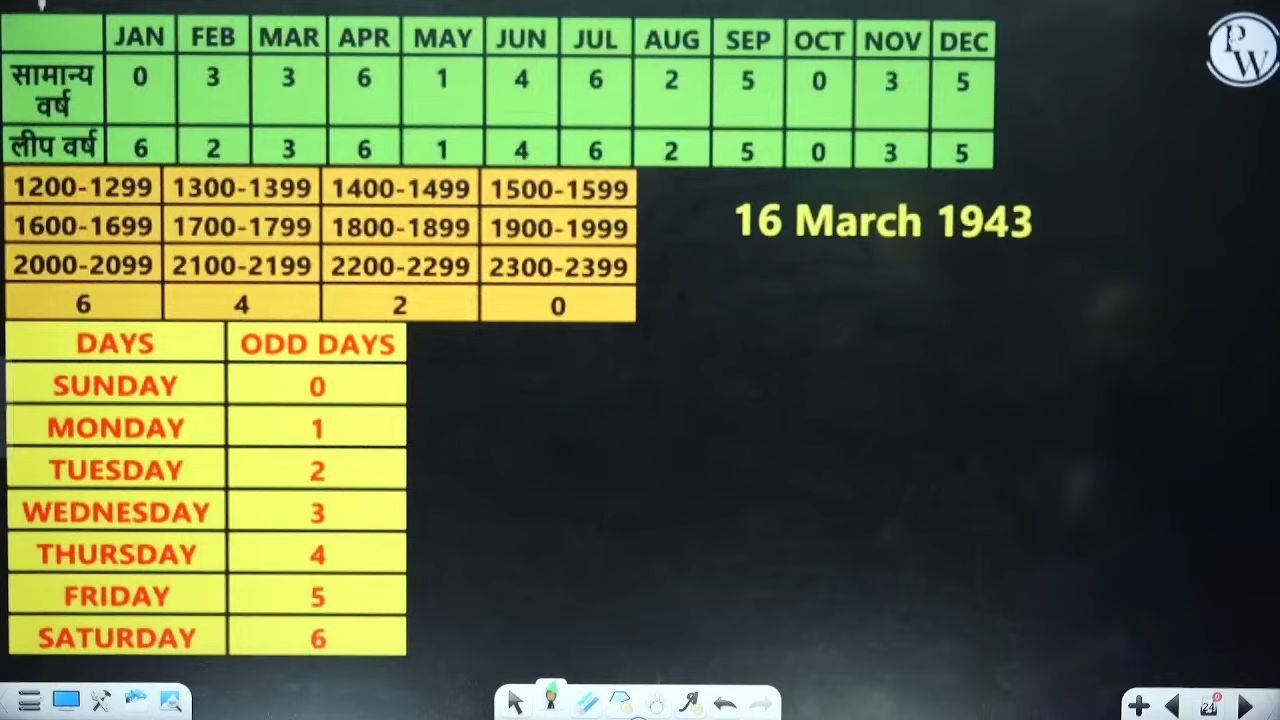 JAN FEB MAR APR MAY JUN JUL AUG SEP OCT NOV DEC
सामान्य वर्ष 0 3 3 6 1 4 6 2 5 0 3 5
लीप वर्ष 6 2 3 6 1 4 6 2 5 0 3 5
1200-1299 1300-1399 1400-1499 1500-1599
1600-1699 1700-1799 1800-1899 1900-1999
2000-2099 2100-2199 2200-2299 2300-2399
6 4 2 0
16 March 1943
DAYS ODD DAYS
SUNDAY 0
MONDAY 1
TUESDAY 2
WEDNESDAY 3
THURSDAY 4
FRIDAY 5
SATURDAY 6
PW
24